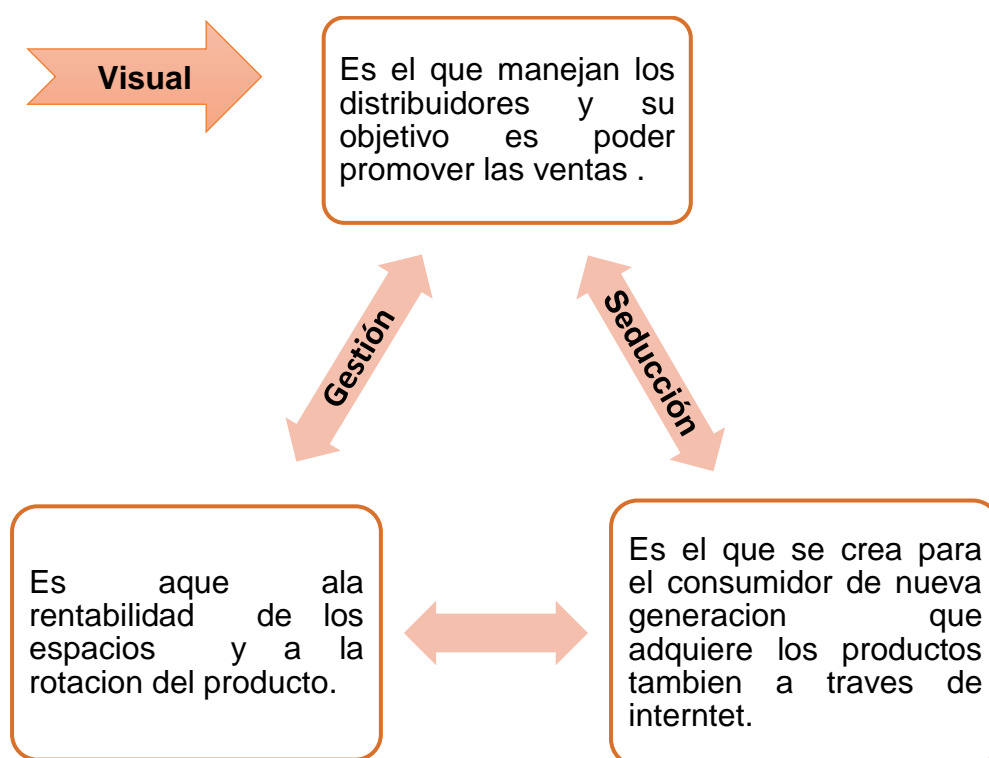 Visual
Es el que manejan los
distribuidores y su
objetivo es poder
promover las ventas .
Gestión
Seducción
Es aque ala
rentabilidad de los
espacios y a la
rotacion del producto.
Es el que se crea para
el consumidor de nueva
generacion que
adquiere los productos
tambien a traves de
interntet.